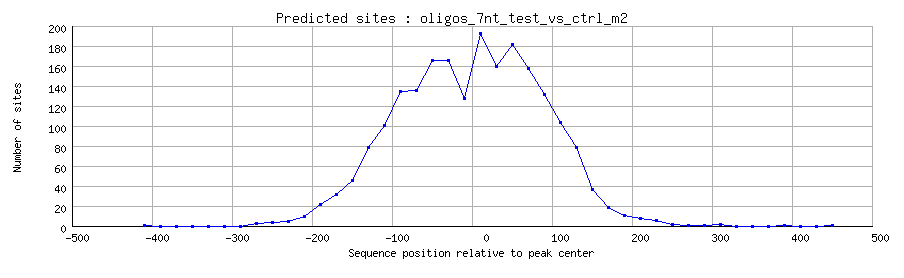 Predicted sites : oligos_7nt_test_vs_ctrl_m2
200
180
160
140
120
100
80
60
40
20
0
Number of sites
-500 -400 -300 -200 -100 0 100 200 300 400 500
Sequence position relative to peak center